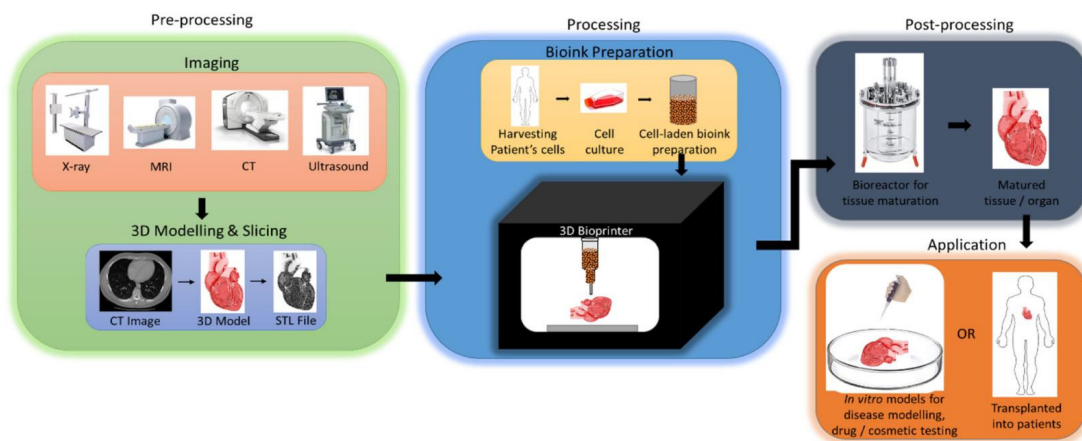 Pre-processing
Imaging
X-ray
MRI
CT
Ultrasound
3D Modelling & Slicing
CT Image
3D Model
STL File
Processing
Bioink Preparation
Harvesting
Patient's cells
Cell
culture
Cell-laden bioink
preparation
3D Bioprinter
Post-processing
Bioreactor for
tissue maturation
Matured
tissue / organ
Application
In vitro models for
disease modelling,
drug / cosmetic testing
OR
Transplanted
into patients